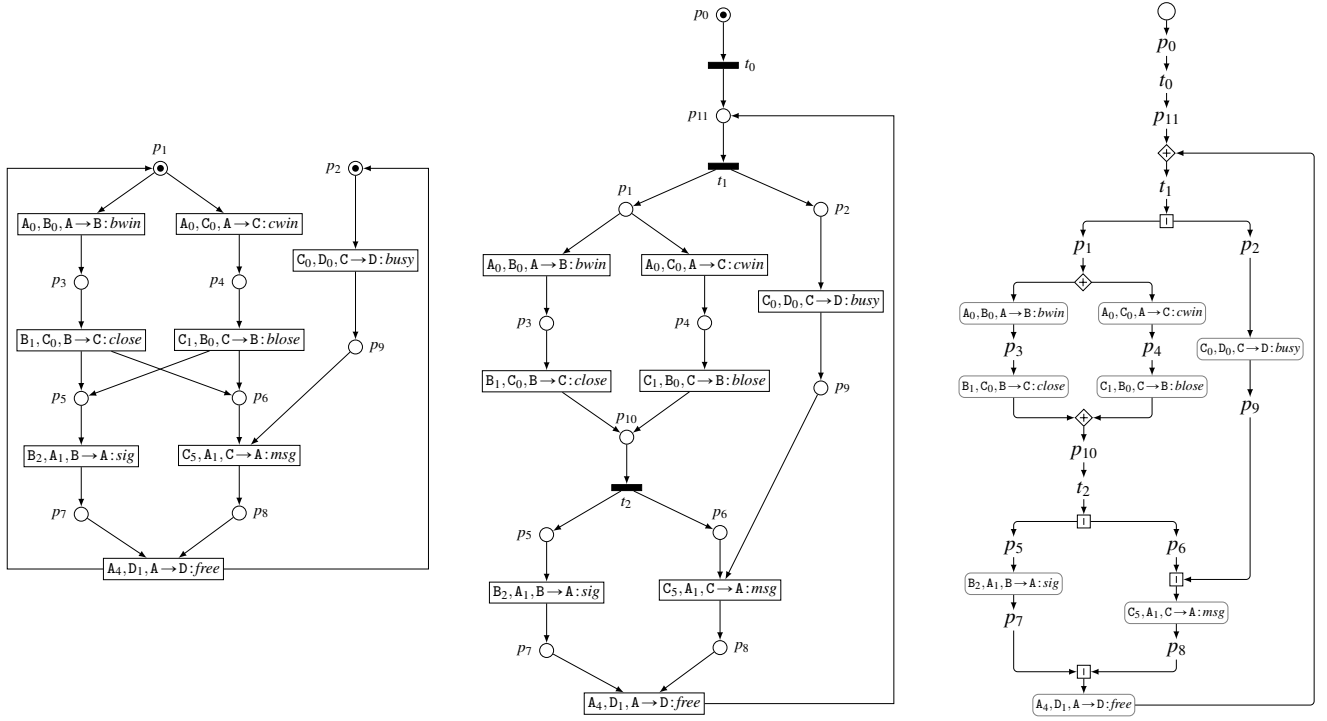 p₁
p₂
A₀,B₀,A→B:bwin
A₀,C₀,A→C:cwin
C₀,D₀,C→D:busy
p₃
p₄
B₁,C₀,B→C:close
C₁,B₀,C→B:blose
p₉
p₅
p₆
B₂,A₁,B→A:sig
C₅,A₁,C→A:msg
p₇
p₈
A₄,D₁,A→D:free
p₀
t₀
p₁₁
t₁
p₁
p₂
A₀,B₀,A→B:bwin
A₀,C₀,A→C:cwin
C₀,D₀,C→D:busy
p₃
p₄
B₁,C₀,B→C:close
C₁,B₀,C→B:blose
p₉
p₁₀
t₂
p₅
p₆
B₂,A₁,B→A:sig
C₅,A₁,C→A:msg
p₇
p₈
A₄,D₁,A→D:free
p₀
t₀
p₁₁
t₁
p₁
p₂
A₀,B₀,A→B:bwin
A₀,C₀,A→C:cwin
p₃
p₄
C₀,D₀,C→D:busy
B₁,C₀,B→C:close
C₁,B₀,C→B:blose
p₉
p₁₀
t₂
p₅
p₆
B₂,A₁,B→A:sig
C₅,A₁,C→A:msg
p₇
p₈
A₄,D₁,A→D:free